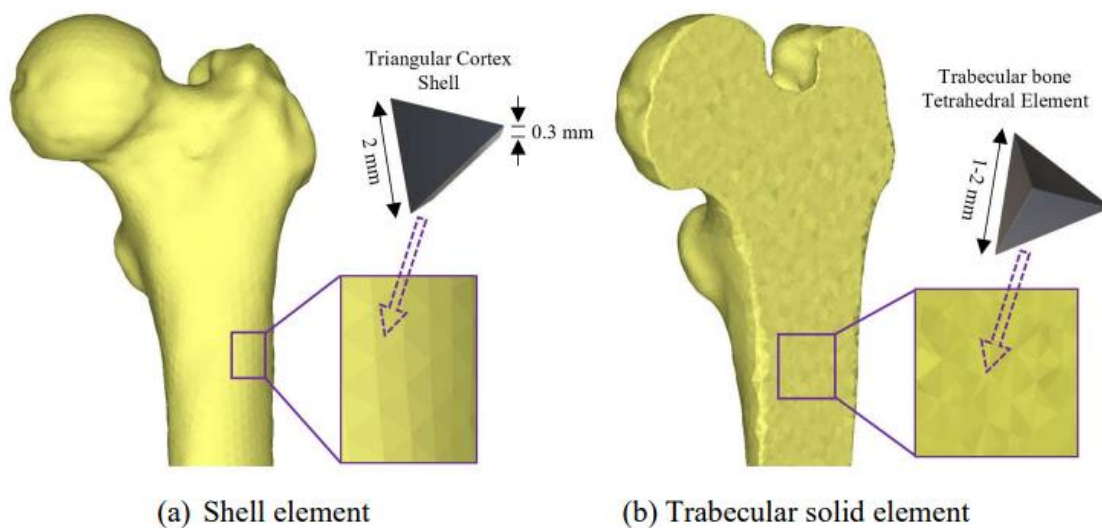 Triangular Cortex
Shell
2 mm
0.3 mm
Trabecular bone
Tetrahedral Element
1-2 mm
(a) Shell element
(b) Trabecular solid element